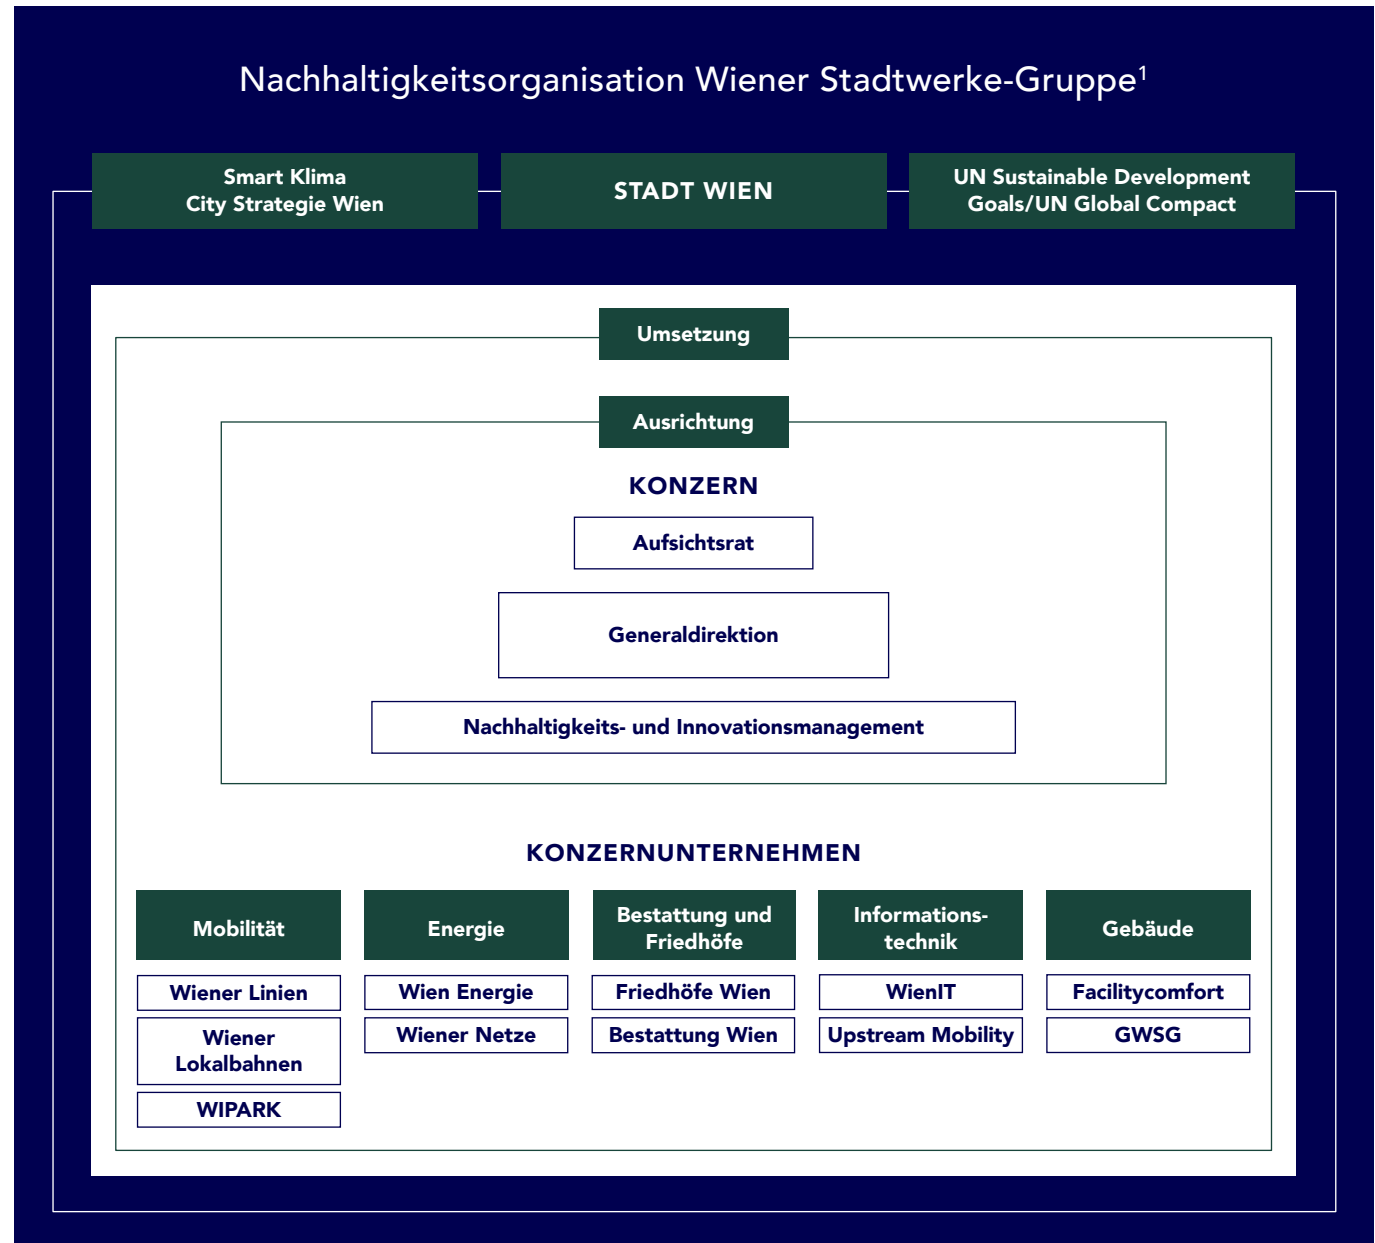 Nachhaltigkeitsorganisation Wiener Stadtwerke-Gruppe¹
Smart Klima
City Strategie Wien
STADT WIEN
UN Sustainable Development
Goals/UN Global Compact
Umsetzung
Ausrichtung
KONZERN
Aufsichtsrat
Generaldirektion
Nachhaltigkeits- und Innovationsmanagement
KONZERNUNTERNEHMEN
Mobilität
Wiener Linien
Wiener
Lokalbahnen
WIPARK
Energie
Wien Energie
Wiener Netze
Bestattung und
Friedhöfe
Friedhöfe Wien
Bestattung Wien
Informations-
technik
WienIT
Upstream Mobility
Gebäude
Facilitycomfort
GWSG